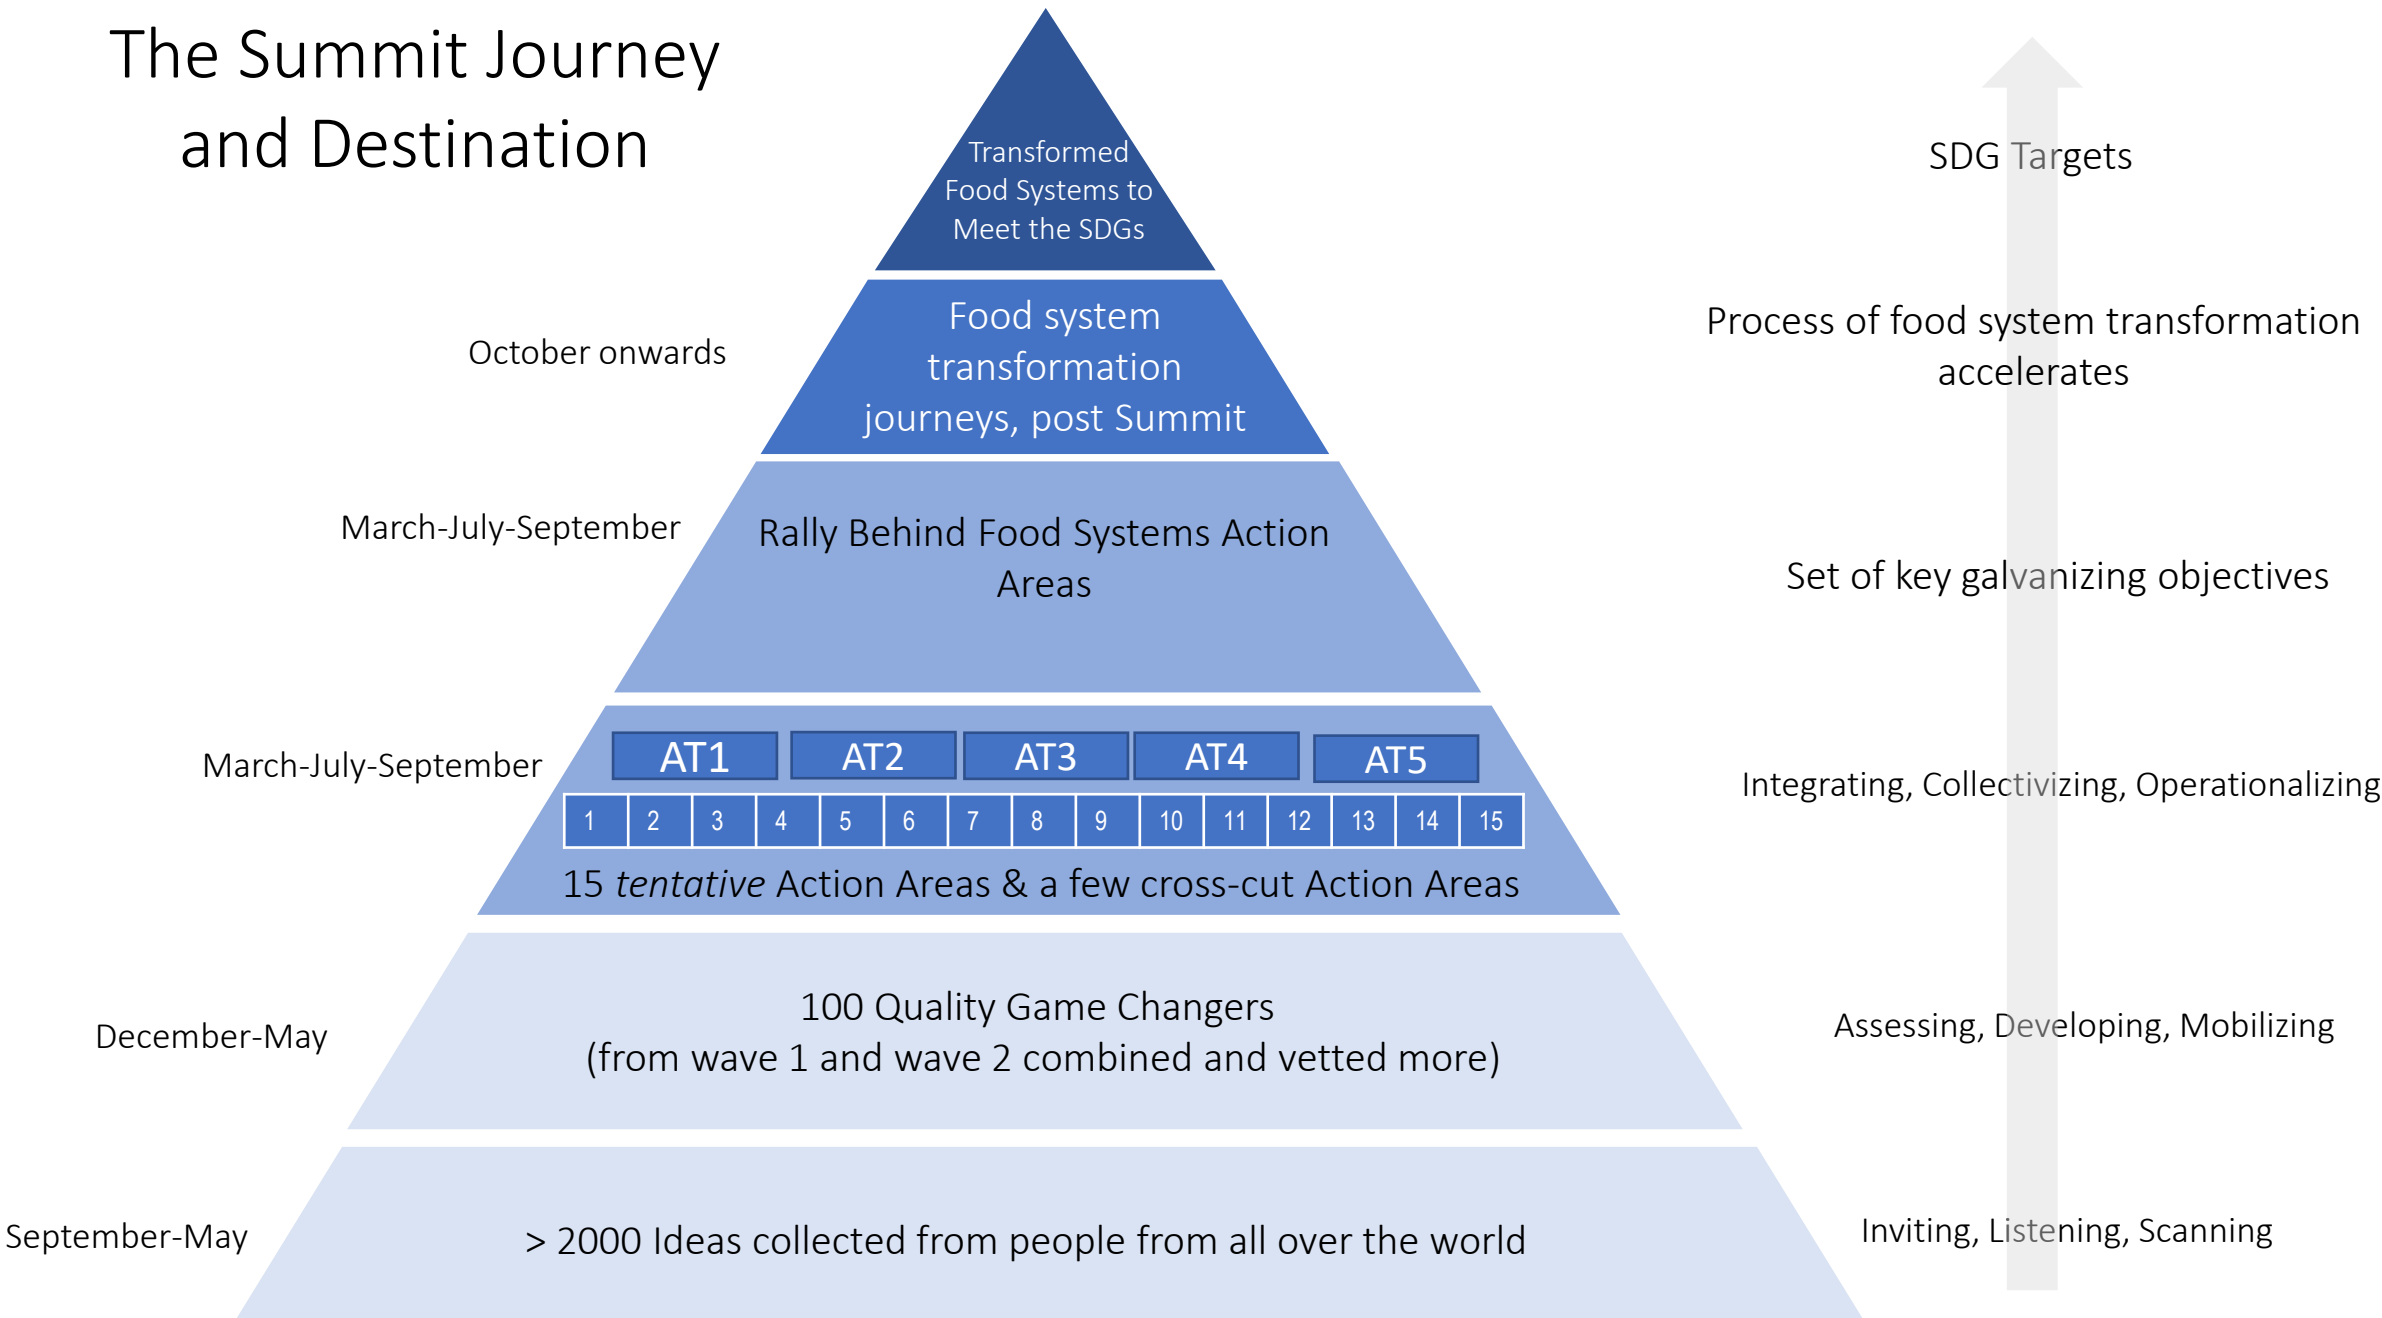 The Summit Journey
and Destination
Transformed
Food Systems to
Meet the SDGs
SDG Targets
October onwards
Food system
transformation
journeys, post Summit
Process of food system transformation
accelerates
March-July-September
Rally Behind Food Systems Action
Areas
Set of key galvanizing objectives
March-July-September
AT1 AT2 AT3 AT4 AT5
1 2 3 4 5 6 7 8 9 10 11 12 13 14 15
15 tentative Action Areas & a few cross-cut Action Areas
Integrating, Collectivizing, Operationalizing
December-May
100 Quality Game Changers
(from wave 1 and wave 2 combined and vetted more)
Assessing, Developing, Mobilizing
September-May
> 2000 Ideas collected from people from all over the world
Inviting, Listening, Scanning